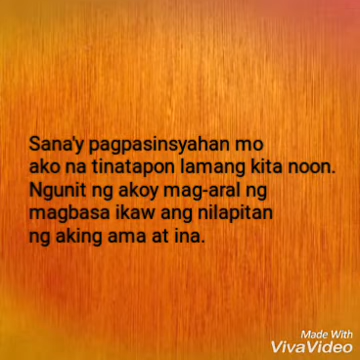 Sana'y pagpasinsyahan mo
ako na tinatapon lamang kita noon.
Ngunit ng akoy mag-aral ng
magbasa ikaw ang nilapitan
ng aking ama at ina.
Made With
VivaVideo